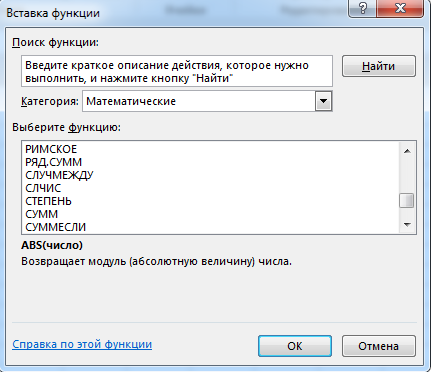 Вставка функции
Поиск функции:
Введите краткое описание действия, которое нужно
выполнить, и нажмите кнопку "Найти"
Найти
Категория: Математические
Выберите функцию:
РИМСКОЕ
РЯД.СУММ
СЛУЧМЕЖДУ
СЛЧИС
СТЕПЕНЬ
СУММ
СУММЕСЛИ
ABS(число)
Возвращает модуль (абсолютную величину) числа.
Справка по этой функции
ОК
Отмена